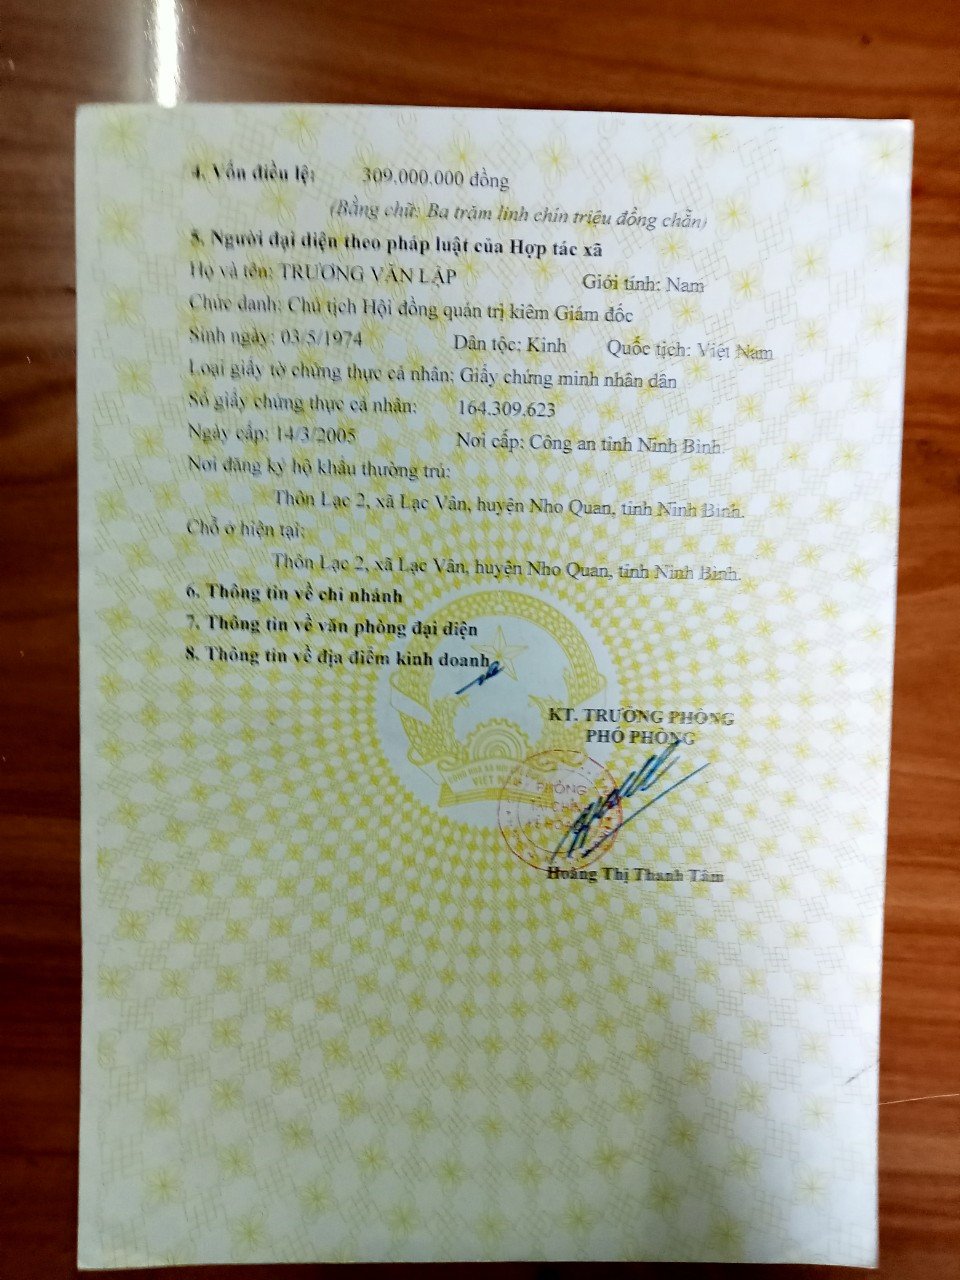 4. Vốn điều lệ: 309.000.000 đồng
(Bằng chữ: Ba trăm linh chín triệu đồng chẵn)
5. Người đại diện theo pháp luật của Hợp tác xã
Họ và tên: TRƯƠNG VĂN LẬP Giới tính: Nam
Chức danh: Chủ tịch Hội đồng quản trị kiêm Giám đốc
Sinh ngày: 03/5/1974 Dân tộc: Kinh Quốc tịch: Việt Nam
Loại giấy tờ chứng thực cá nhân: Giấy chứng minh nhân dân
Số giấy chứng thực cá nhân: 164.309.623
Ngày cấp: 14/3/2005 Nơi cấp: Công an tỉnh Ninh Bình.
Nơi đăng ký hộ khẩu thường trú:
Thôn Lạc 2, xã Lạc Vân, huyện Nho Quan, tỉnh Ninh Bình.
Chỗ ở hiện tại:
Thôn Lạc 2, xã Lạc Vân, huyện Nho Quan, tỉnh Ninh Bình.
6. Thông tin về chi nhánh
7. Thông tin về văn phòng đại diện
8. Thông tin về địa điểm kinh doanh
KT. TRƯỞNG PHÒNG
PHÓ PHÒNG
VIỆT NAM
PHÒNG
Hoàng Thị Thanh Tâm